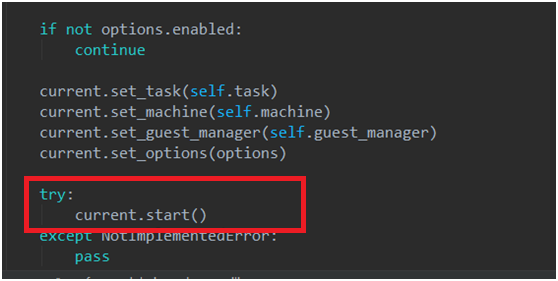 if not options.enabled:
continue
current.set_task(self.task)
current.set_machine(self.machine)
current.set_guest_manager(self.guest_manager)
current.set_options(options)
try:
current.start()
except NotImplementedError:
pass